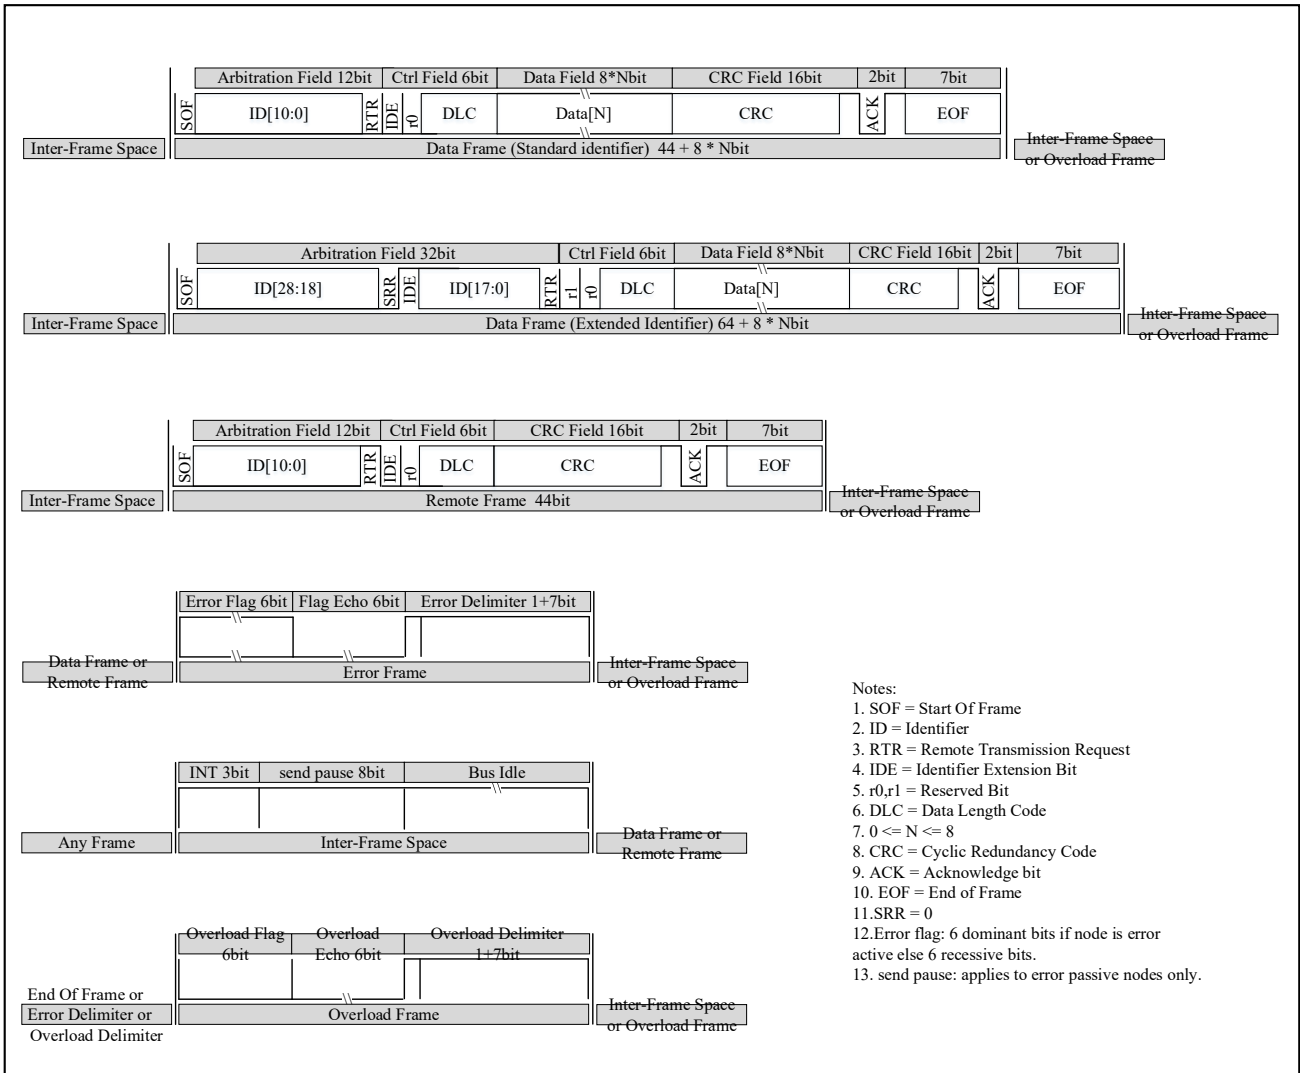 Arbitration Field 12bit Ctrl Field 6bit Data Field 8*Nbit CRC Field 16bit 2bit 7bit
SOF ID[10:0] RTR IDE r0 DLC Data[N] CRC ACK EOF
Inter-Frame Space Data Frame (Standard identifier) 44 + 8 * Nbit Inter-Frame Space
or Overload Frame
Arbitration Field 32bit Ctrl Field 6bit Data Field 8*Nbit CRC Field 16bit 2bit 7bit
SOF ID[28:18] SRR IDE ID[17:0] RTR r1 r0 DLC Data[N] CRC ACK EOF
Inter-Frame Space Data Frame (Extended Identifier) 64 + 8 * Nbit Inter-Frame Space
or Overload Frame
Arbitration Field 12bit Ctrl Field 6bit CRC Field 16bit 2bit 7bit
SOF ID[10:0] RTR IDE r0 DLC CRC ACK EOF
Inter-Frame Space Remote Frame 44bit Inter-Frame Space
or Overload Frame
Error Flag 6bit Flag Echo 6bit Error Delimiter 1+7bit
Data Frame or
Remote Frame
Error Frame
Inter-Frame Space
or Overload Frame
INT 3bit send pause 8bit Bus Idle
Any Frame Inter-Frame Space Data Frame or
Remote Frame
Overload Flag
6bit
Overload
Echo 6bit
Overload Delimiter
1+7bit
End Of Frame or
Error Delimiter or
Overload Delimiter
Overload Frame
Inter-Frame Space
or Overload Frame
Notes:
1. SOF = Start Of Frame
2. ID = Identifier
3. RTR = Remote Transmission Request
4. IDE = Identifier Extension Bit
5. r0,r1 = Reserved Bit
6. DLC = Data Length Code
7. 0 <= N <= 8
8. CRC = Cyclic Redundancy Code
9. ACK = Acknowledge bit
10. EOF = End of Frame
11.SRR = 0
12.Error flag: 6 dominant bits if node is error
active else 6 recessive bits.
13. send pause: applies to error passive nodes only.